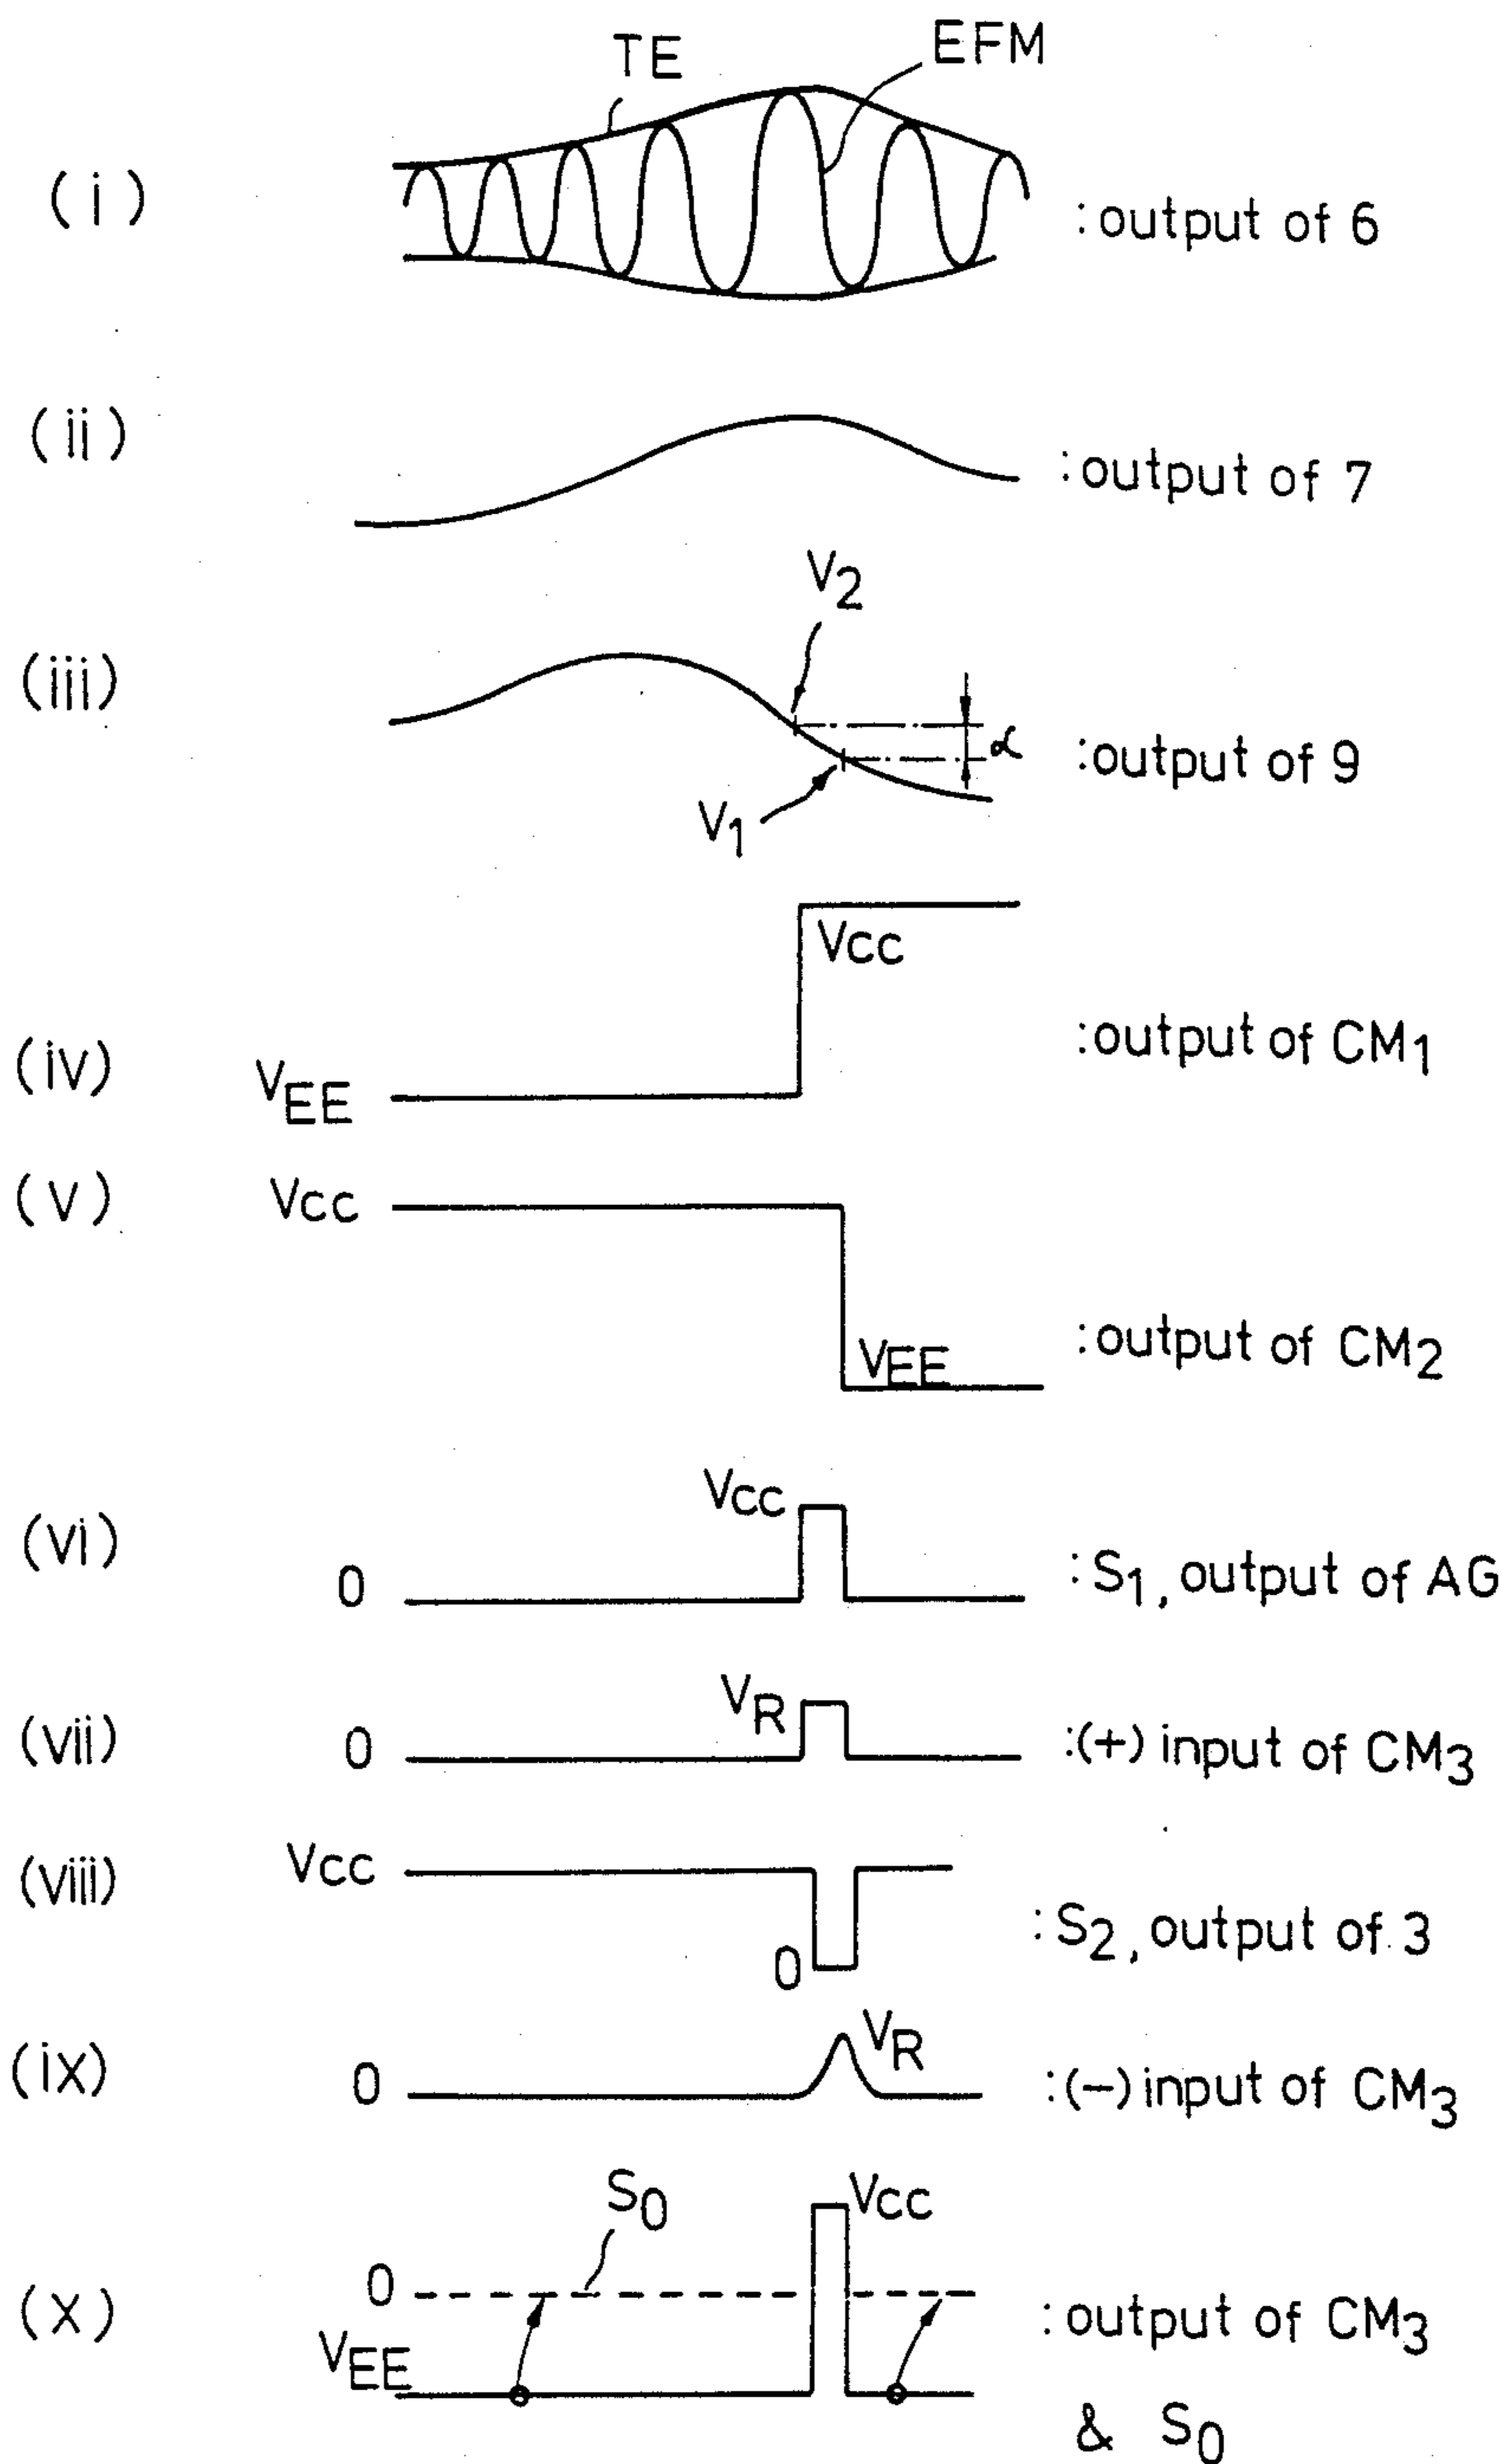 TE
EFM
(i)
:output of 6
(ii)
:output of 7
V2
(iii)
α
:output of 9
V1
VCC
(iv)
VEE
:output of CM1
(v)
VCC
VEE
:output of CM2
VCC
(vi)
0
:S1, output of AG
VR
(vii)
0
:(+) input of CM3
(viii)
VCC
0
:S2, output of 3
VR
(ix)
0
:(−) input of CM3
S0
VCC
0
(x)
VEE
:output of CM3
& S0